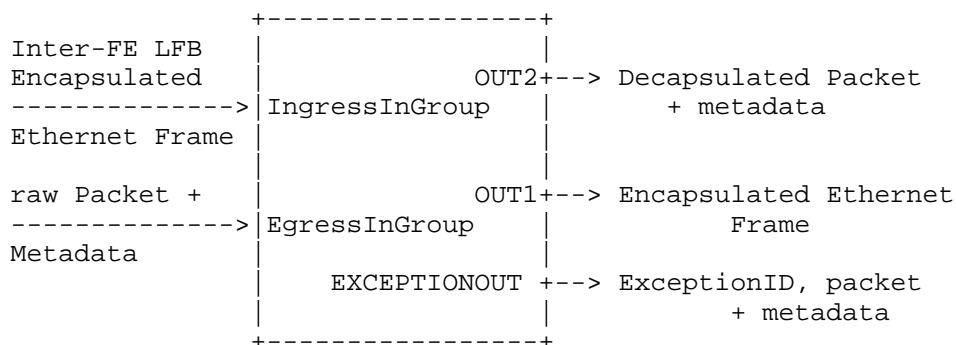 +-----------------+
Inter-FE LFB    |                 |
Encapsulated    |             OUT2+--> Decapsulated Packet
-------------->|IngressInGroup   |       + metadata
Ethernet Frame  |                 |
                |                 |
raw Packet +    |             OUT1+--> Encapsulated Ethernet
-------------->|EgressInGroup    |           Frame
Metadata        |                 |
                |    EXCEPTIONOUT +--> ExceptionID, packet
                |                 |           + metadata
                +-----------------+